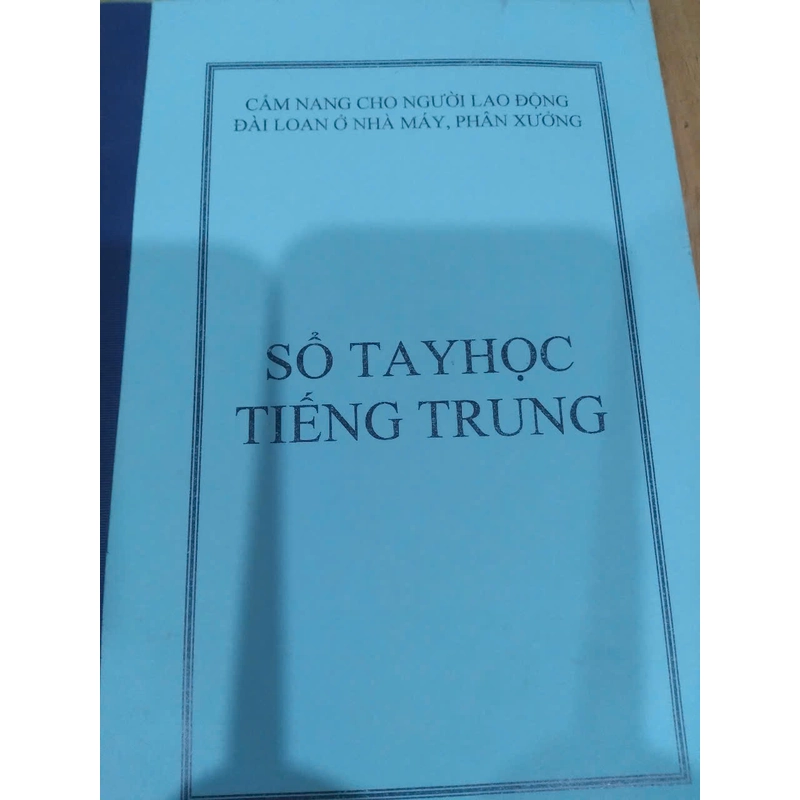 CẨM NANG CHO NGƯỜI LAO ĐỘNG
ĐÀI LOAN Ở NHÀ MÁY, PHÂN XƯỞNG
SỔ TAYHỌC
TIẾNG TRUNG